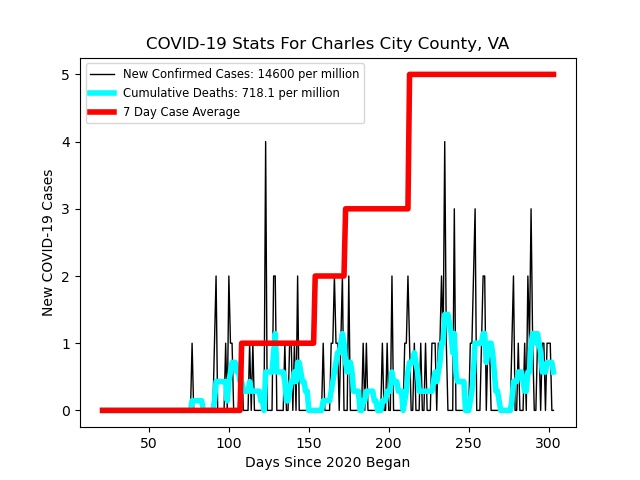 COVID-19 Stats For Charles City County, VA
New Confirmed Cases: 14600 per million
Cumulative Deaths: 718.1 per million
7 Day Case Average
5
4
3
2
1
0
New COVID-19 Cases
50 100 150 200 250 300
Days Since 2020 Began